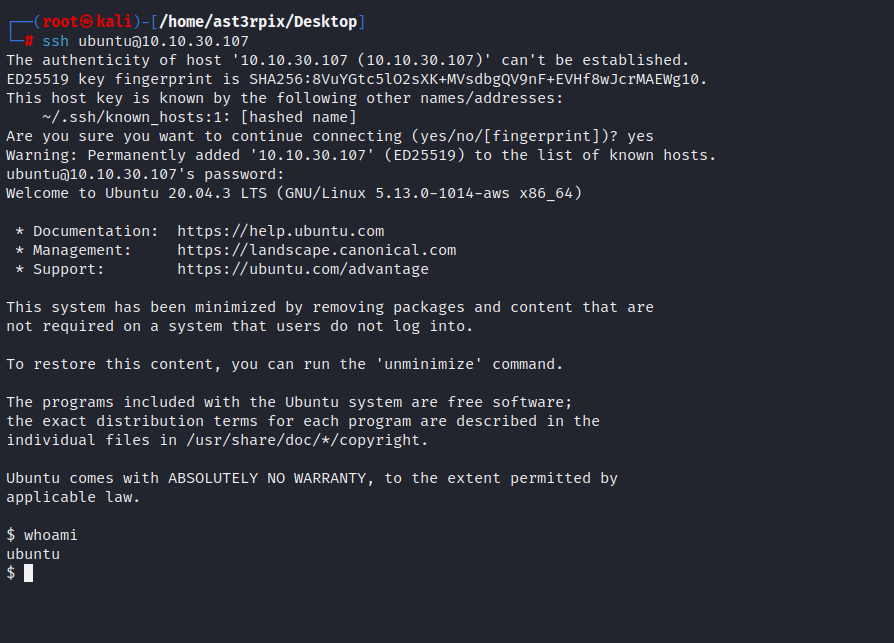 ┌──(root㉿kali)-[/home/ast3rpix/Desktop]
└─# ssh ubuntu@10.10.30.107
The authenticity of host '10.10.30.107 (10.10.30.107)' can't be established.
ED25519 key fingerprint is SHA256:8VuYGtc5lO2sXK+MVsdbgQV9nF+EVHf8wJcrMAEWg10.
This host key is known by the following other names/addresses:
    ~/.ssh/known_hosts:1: [hashed name]
Are you sure you want to continue connecting (yes/no/[fingerprint])? yes
Warning: Permanently added '10.10.30.107' (ED25519) to the list of known hosts.
ubuntu@10.10.30.107's password:
Welcome to Ubuntu 20.04.3 LTS (GNU/Linux 5.13.0-1014-aws x86_64)

 * Documentation:  https://help.ubuntu.com
 * Management:     https://landscape.canonical.com
 * Support:        https://ubuntu.com/advantage

This system has been minimized by removing packages and content that are
not required on a system that users do not log into.

To restore this content, you can run the 'unminimize' command.

The programs included with the Ubuntu system are free software;
the exact distribution terms for each program are described in the
individual files in /usr/share/doc/*/copyright.

Ubuntu comes with ABSOLUTELY NO WARRANTY, to the extent permitted by
applicable law.

$ whoami
ubuntu
$